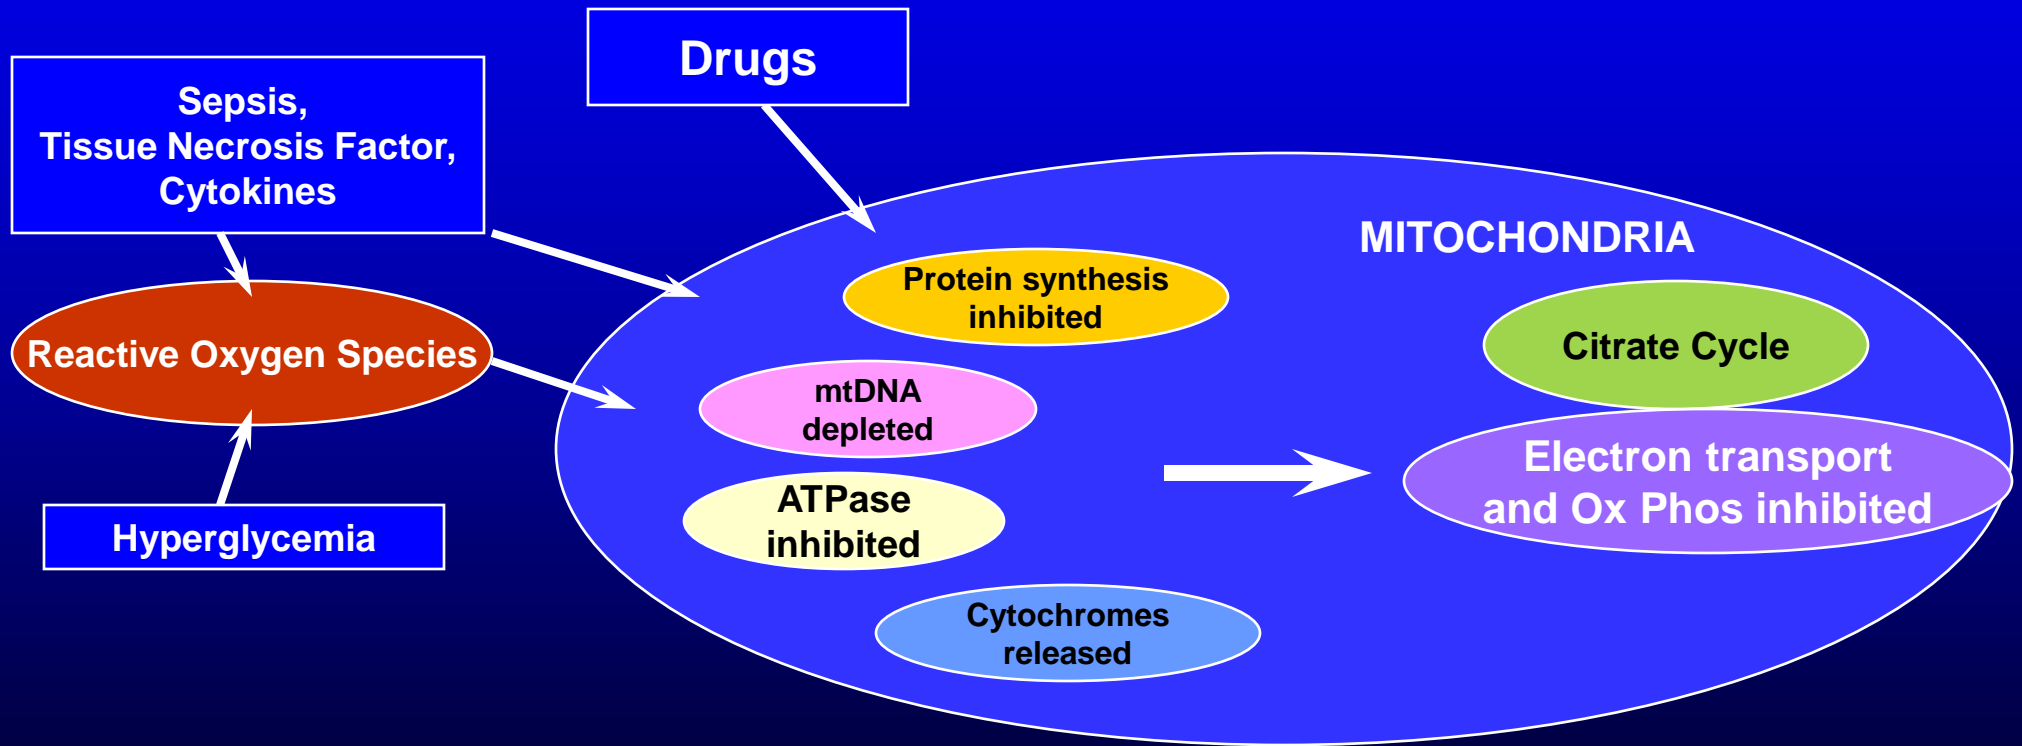 Drugs
Sepsis,
Tissue Necrosis Factor,
Cytokines
MITOCHONDRIA
Protein synthesis
inhibited
Citrate Cycle
Reactive Oxygen Species
mtDNA
depleted
Electron transport
and Ox Phos inhibited
ATPase
inhibited
Hyperglycemia
Cytochromes
released